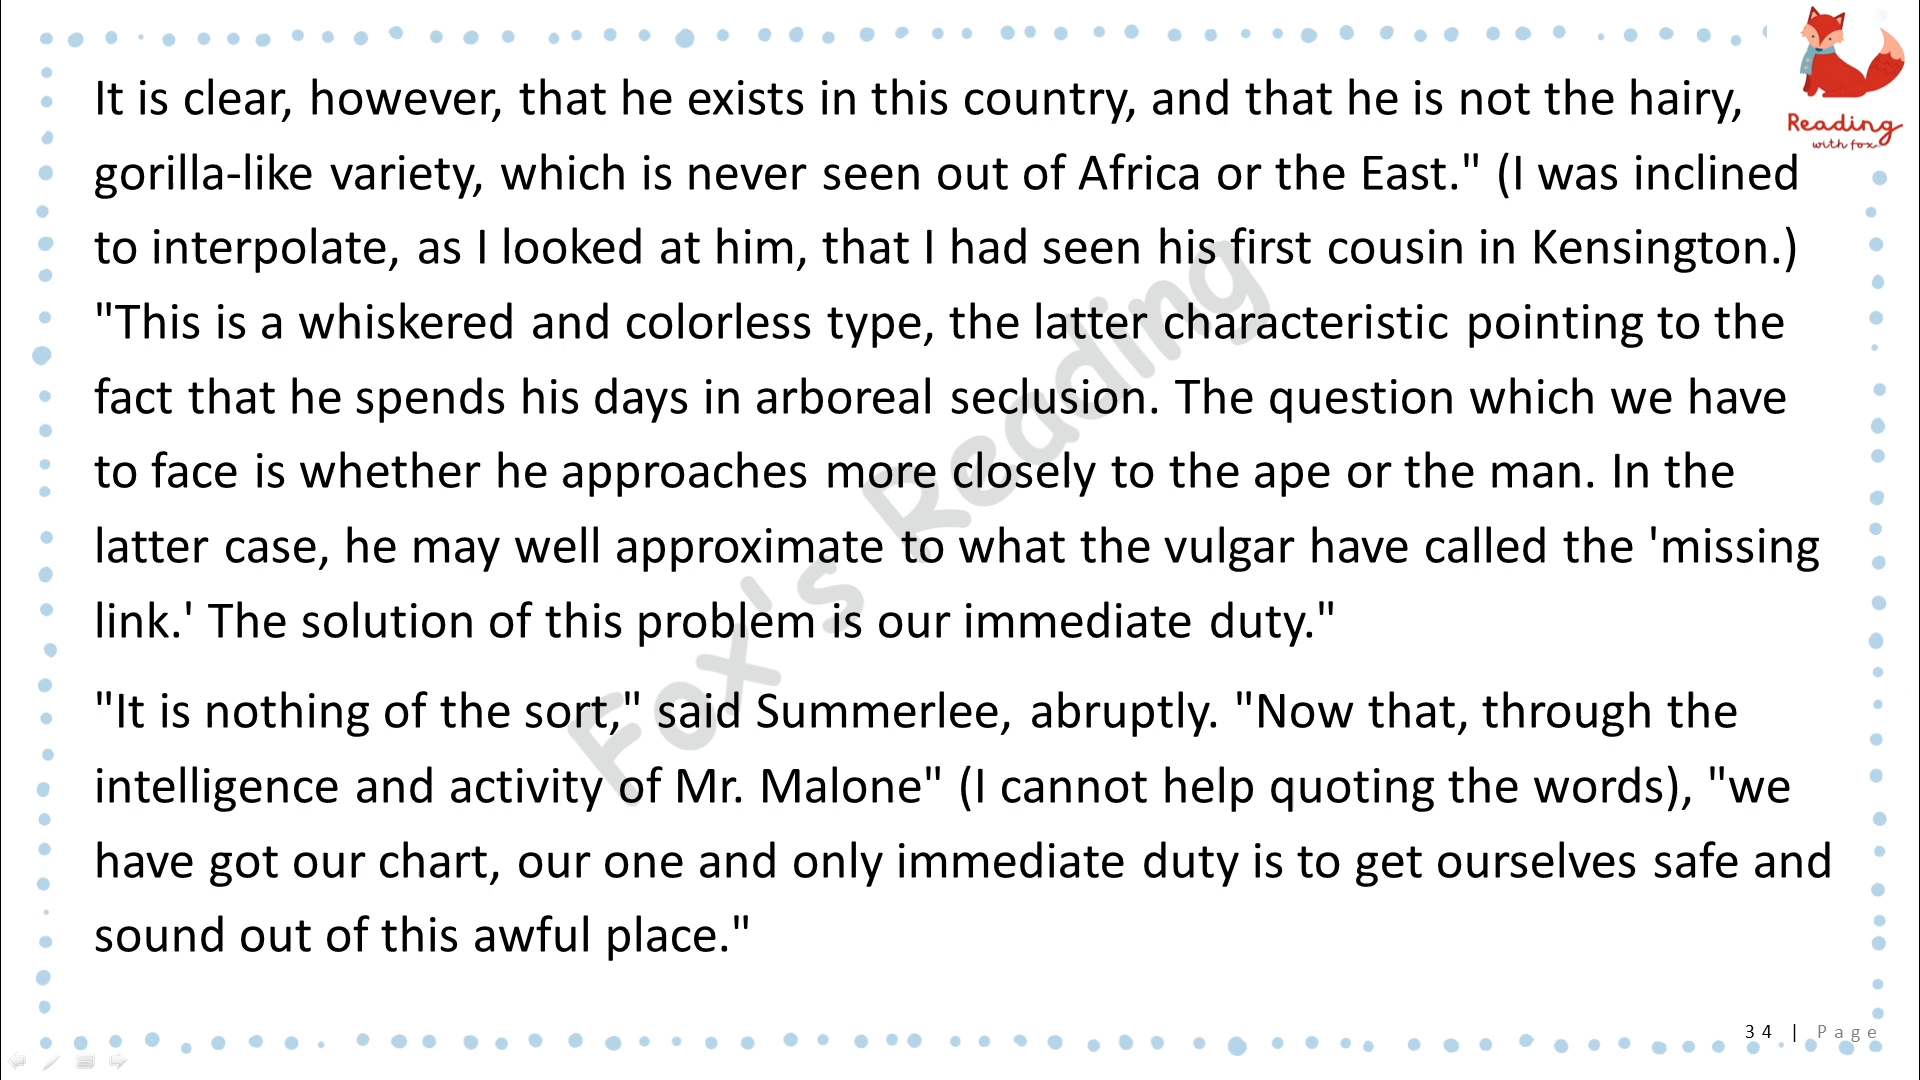 It is clear, however, that he exists in this country, and that he is not the hairy,
gorilla-like variety, which is never seen out of Africa or the East." (I was inclined
to interpolate, as I looked at him, that I had seen his first cousin in Kensington.)
"This is a whiskered and colorless type, the latter characteristic pointing to the
fact that he spends his days in arboreal seclusion. The question which we have
to face is whether he approaches more closely to the ape or the man. In the
latter case, he may well approximate to what the vulgar have called the 'missing
link.' The solution of this problem is our immediate duty."
"It is nothing of the sort," said Summerlee, abruptly. "Now that, through the
intelligence and activity of Mr. Malone" (I cannot help quoting the words), "we
have got our chart, our one and only immediate duty is to get ourselves safe and
sound out of this awful place."
Reading
with fox
Fox's Reading
34 | Page